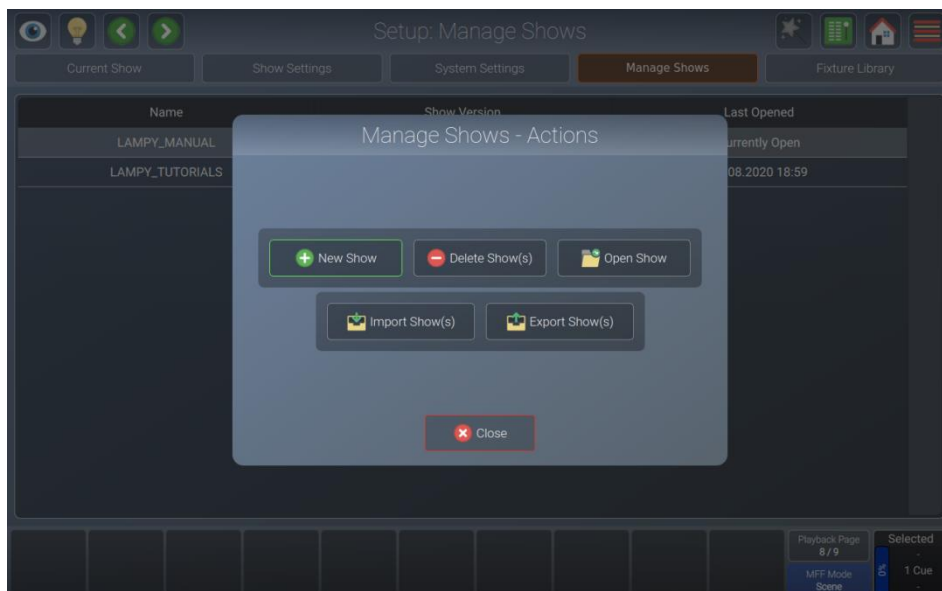 Setup: Manage Shows
Current Show
Show Settings
System Settings
Manage Shows
Fixture Library
Name
Show Version
Last Opened
LAMPY_MANUAL
urrently Open
LAMPY_TUTORIALS
08.2020 18:59
Manage Shows - Actions
New Show
Delete Show(s)
Open Show
Import Show(s)
Export Show(s)
Close
Playback Page
8 / 9
MFF Mode
Scene
0%
Selected
-
1 Cue
-